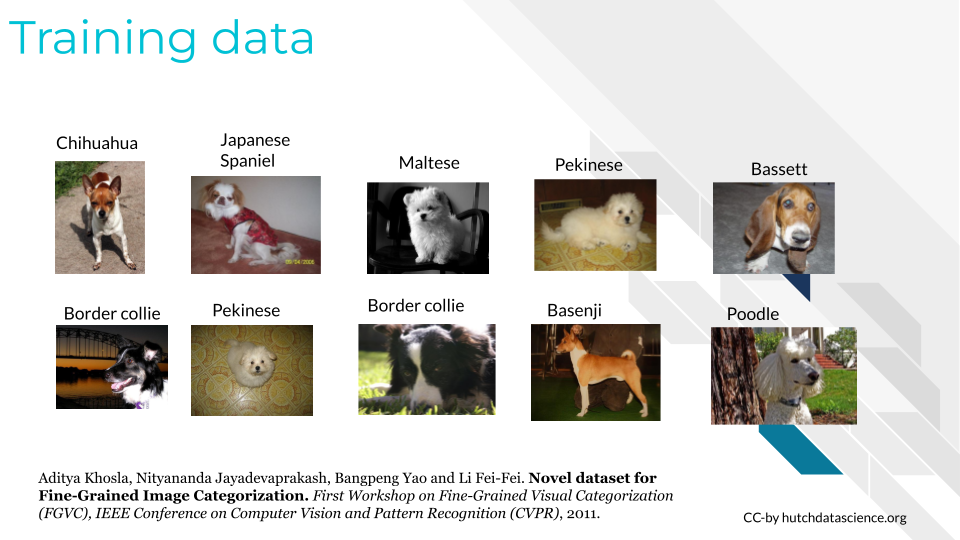 Training data
Chihuahua
Japanese
Spaniel
Maltese
Pekinese
Bassett
Border collie
Pekinese
Border collie
Basenji
Poodle
Aditya Khosla, Nityananda Jayadevaprakash, Bangpeng Yao and Li Fei-Fei. Novel dataset for
Fine-Grained Image Categorization. First Workshop on Fine-Grained Visual Categorization
(FGVC), IEEE Conference on Computer Vision and Pattern Recognition (CVPR), 2011.
CC-by hutchdatascience.org